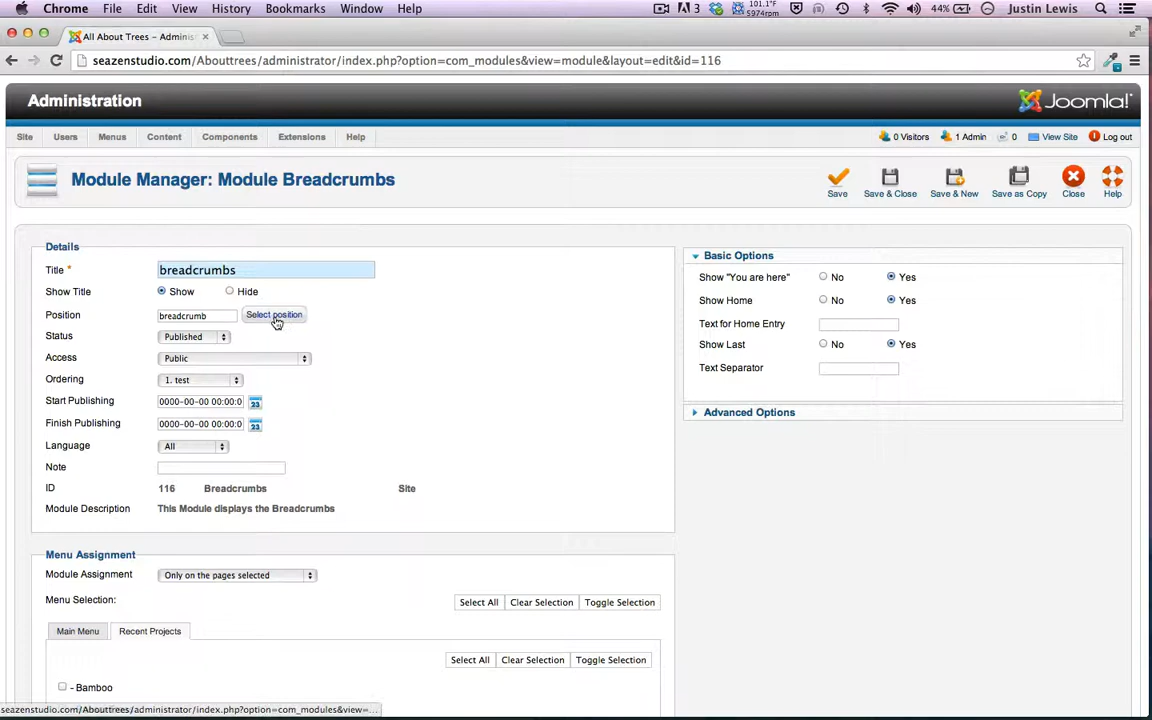 Chrome File Edit View History Bookmarks Window Help 3 101.1°F 5974rpm 44% Justin Lewis
All About Trees – Adminis
seazenstudio.com/Abouttrees/administrator/index.php?option=com_modules&view=module&layout=edit&id=116
Administration Joomla!
Site Users Menus Content Components Extensions Help 0 Visitors 1 Admin 0 View Site Log out
Module Manager: Module Breadcrumbs
Save Save & Close Save & New Save as Copy Close Help
Details
Title * breadcrumbs
Show Title Show Hide
Position breadcrumb Select position
Status Published
Access Public
Ordering 1. test
Start Publishing 0000-00-00 00:00:0 23
Finish Publishing 0000-00-00 00:00:0 23
Language All
Note
ID 116 Breadcrumbs Site
Module Description This Module displays the Breadcrumbs
Basic Options
Show "You are here" No Yes
Show Home No Yes
Text for Home Entry
Show Last No Yes
Text Separator
Advanced Options
Menu Assignment
Module Assignment Only on the pages selected
Menu Selection:
Select All Clear Selection Toggle Selection
Main Menu Recent Projects
Select All Clear Selection Toggle Selection
- Bamboo
seazenstudio.com/Abouttrees/administrator/index.php?option=com_modules&view=...